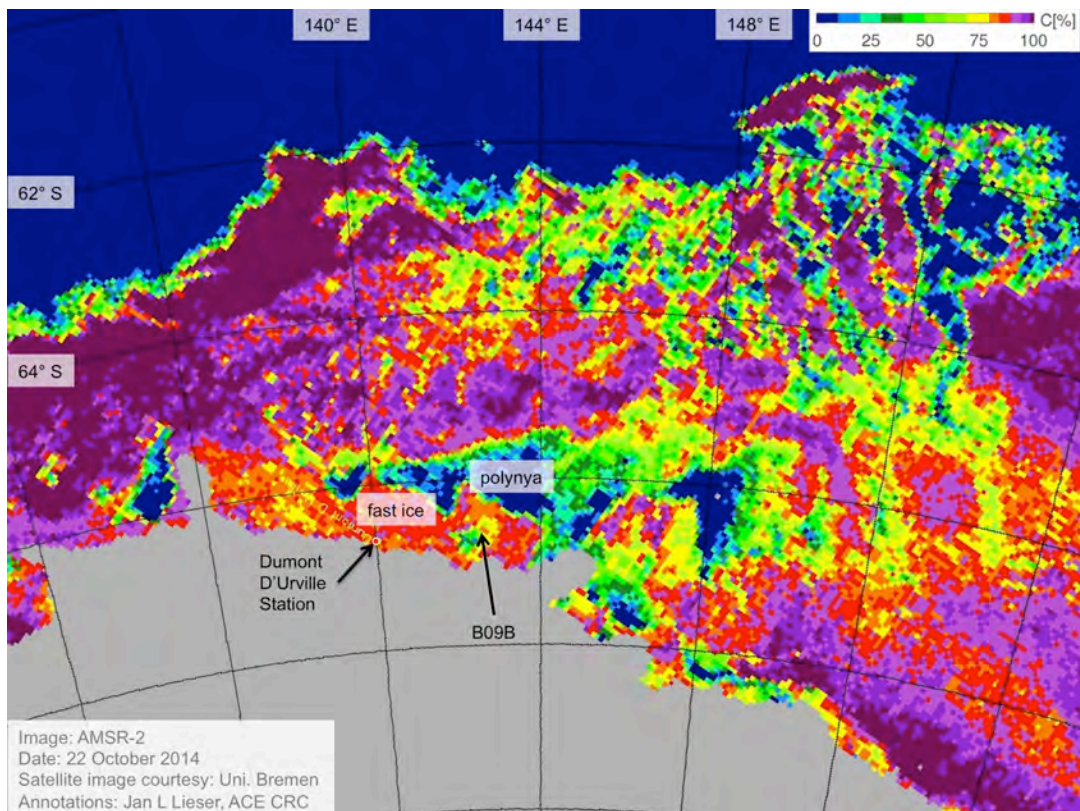 140° E
144° E
148° E
C[%]
0 25 50 75 100
62° S
64° S
polynya
fast ice
Dumont
D'Urville
Station
B09B
Image: AMSR-2
Date: 22 October 2014
Satellite image courtesy: Uni. Bremen
Annotations: Jan L Lieser, ACE CRC